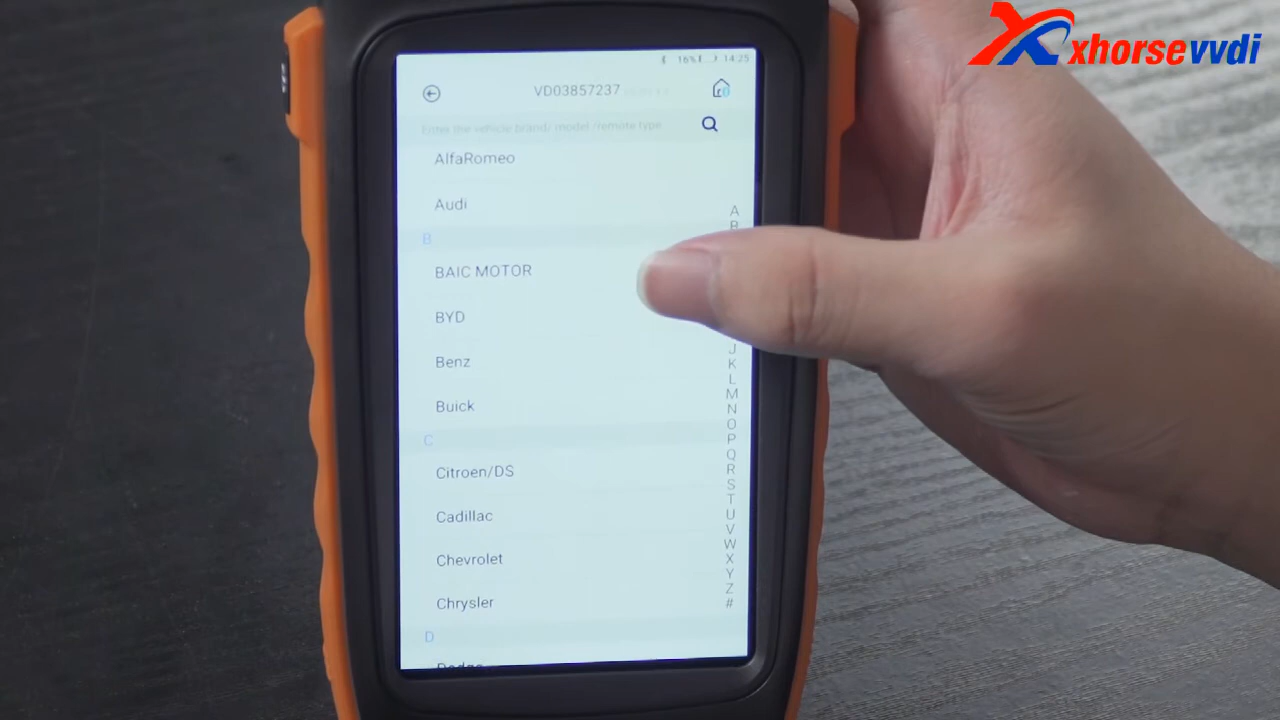 xhorsevvdi
16% 14:25
VD03857237
Enter the vehicle brand/ model /remote type
AlfaRomeo
Audi
B
BAIC MOTOR
BYD
Benz
Buick
C
Citroen/DS
Cadillac
Chevrolet
Chrysler
D
Dodge
A
B
J
K
L
M
N
O
P
Q
R
S
T
U
V
W
X
Y
Z
#